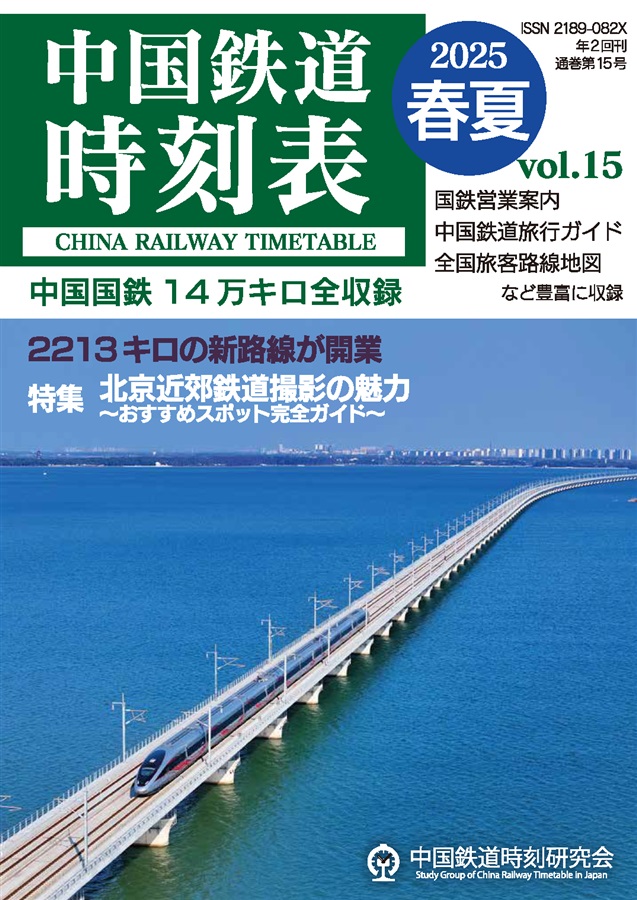 中国鉄道
時刻表
CHINA RAILWAY TIMETABLE
2025
春夏
vol.15
ISSN 2189-082X
年2回刊
通巻第15号
国鉄営業案内
中国鉄道旅行ガイド
全国旅客路線地図
など豊富に収録
中国国鉄 14万キロ全収録
2213キロの新路線が開業
特集 北京近郊鉄道撮影の魅力
～おすすめスポット完全ガイド～
中国鉄道時刻研究会
Study Group of China Railway Timetable in Japan